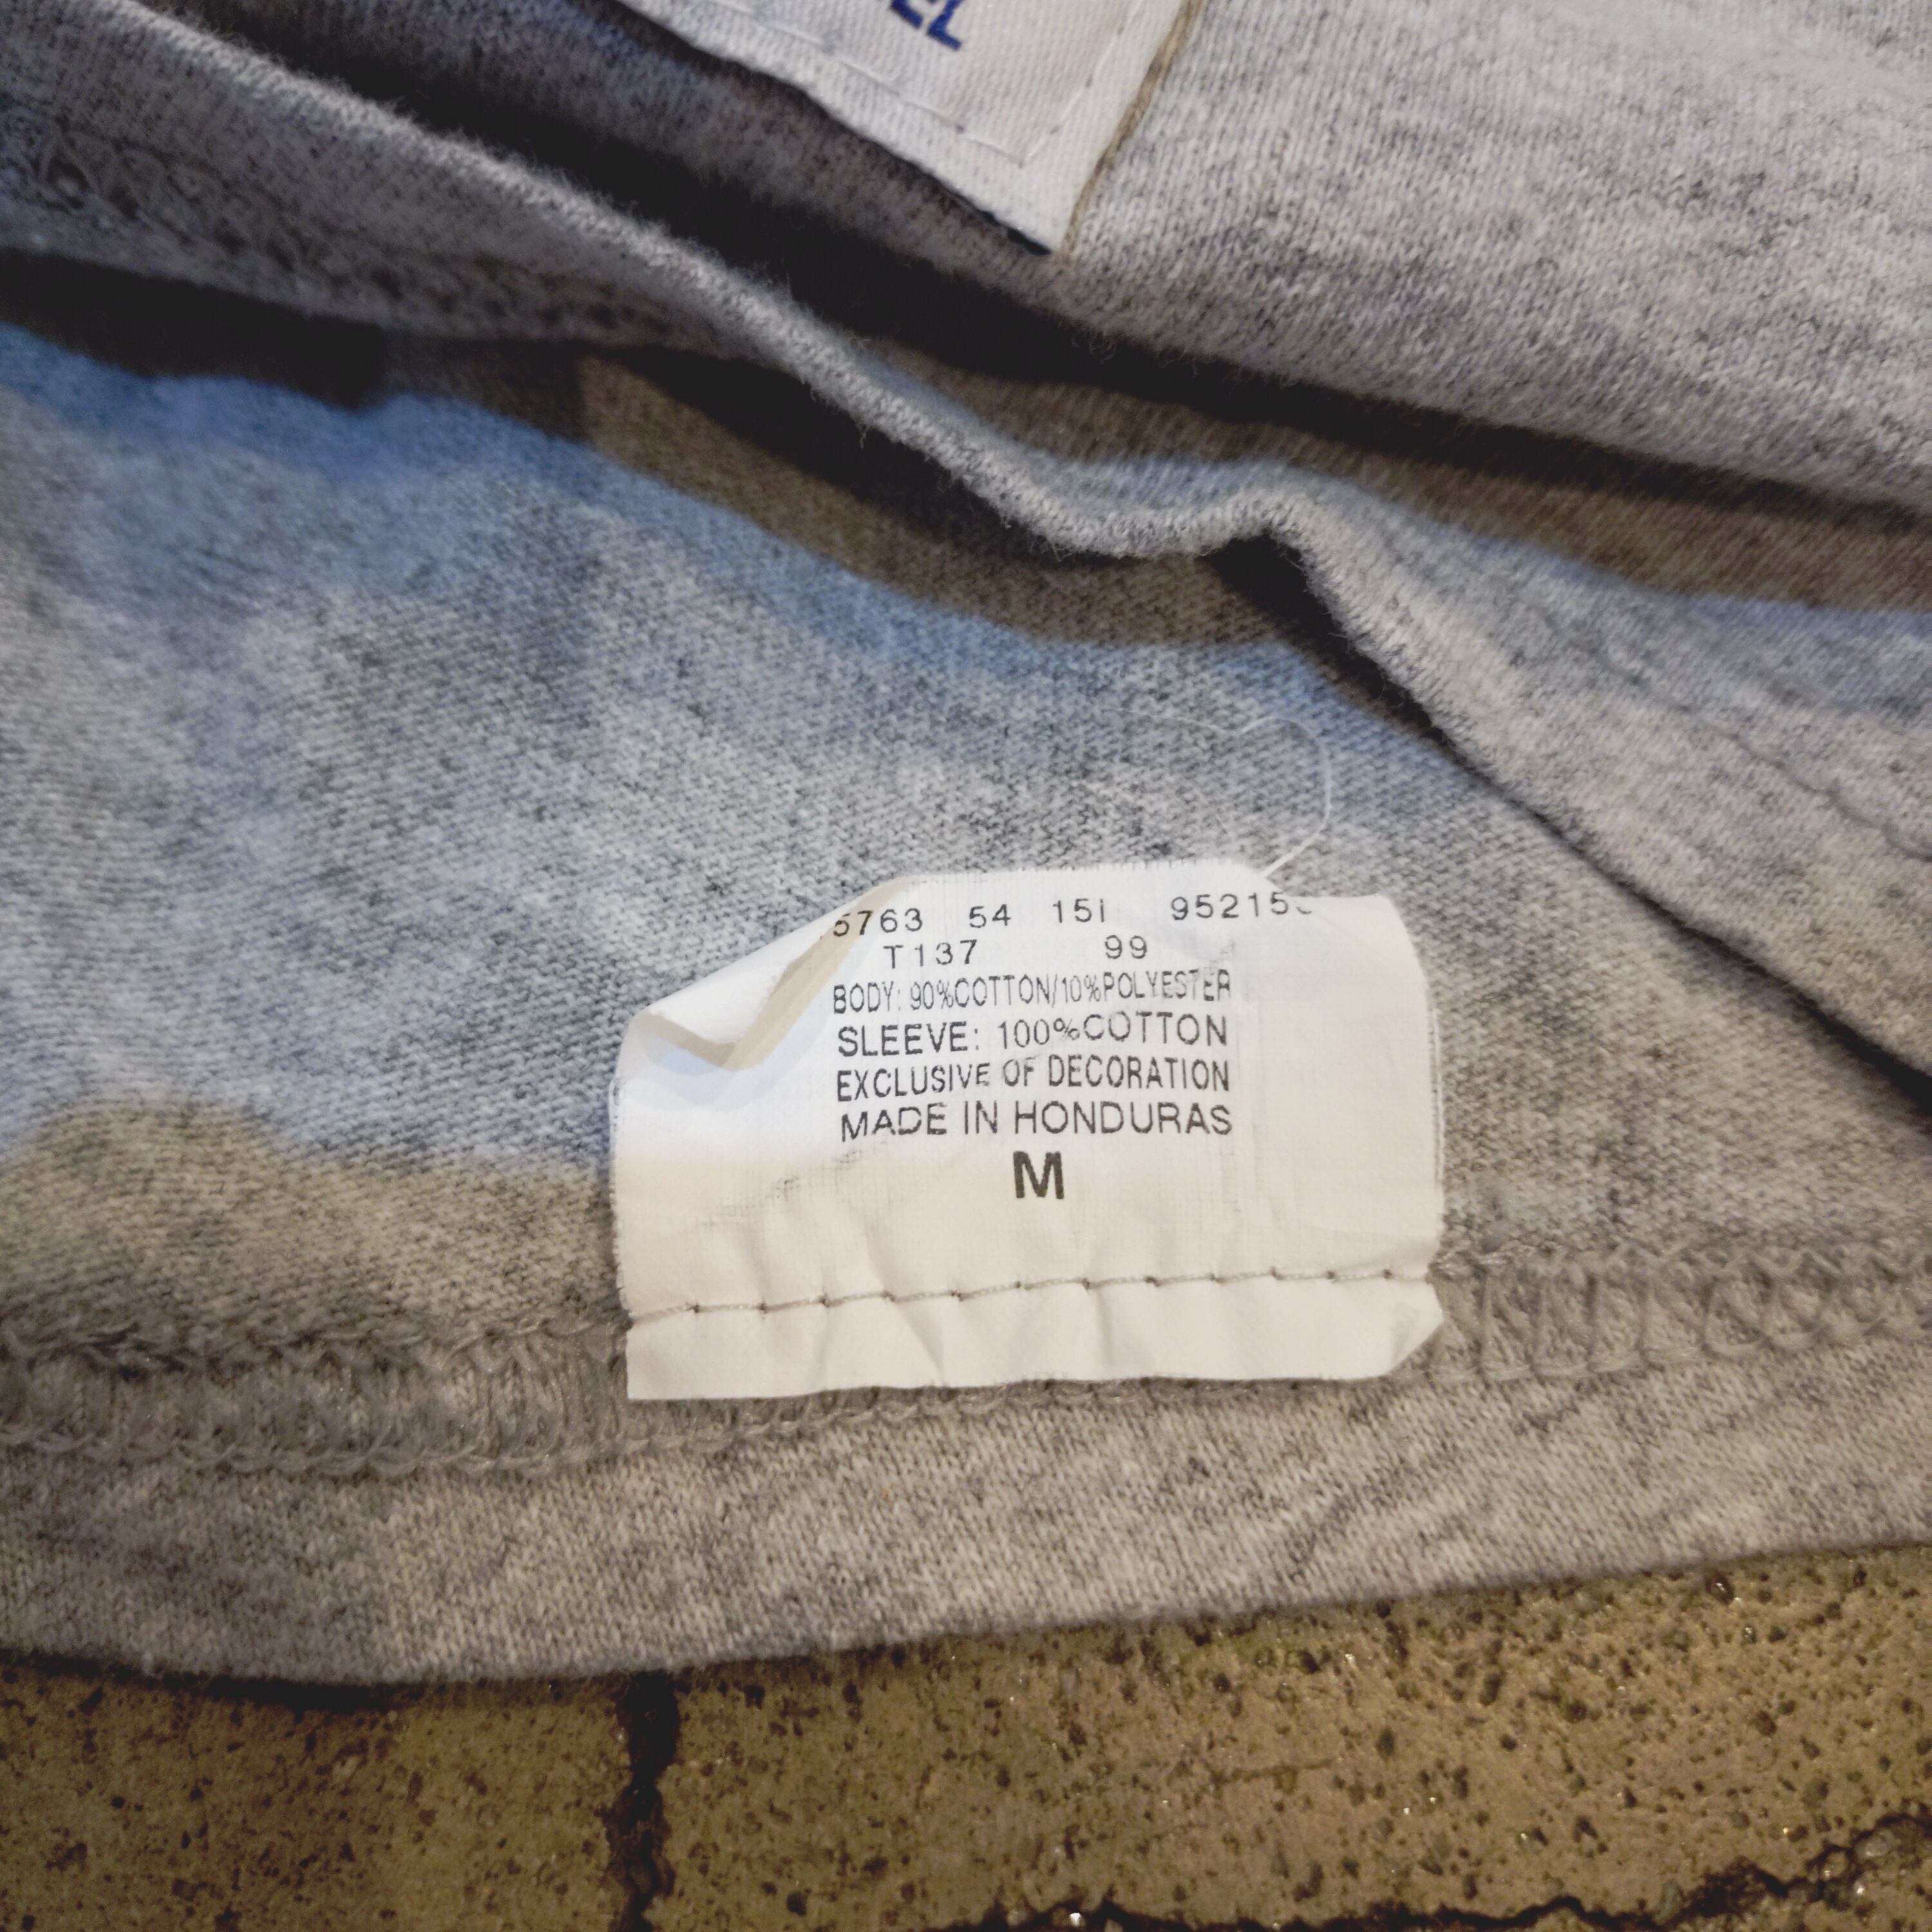 5763 54 15I 95215
T137 99
BODY: 90%COTTON/10%POLYESTER
SLEEVE: 100%COTTON
EXCLUSIVE OF DECORATION
MADE IN HONDURAS
M